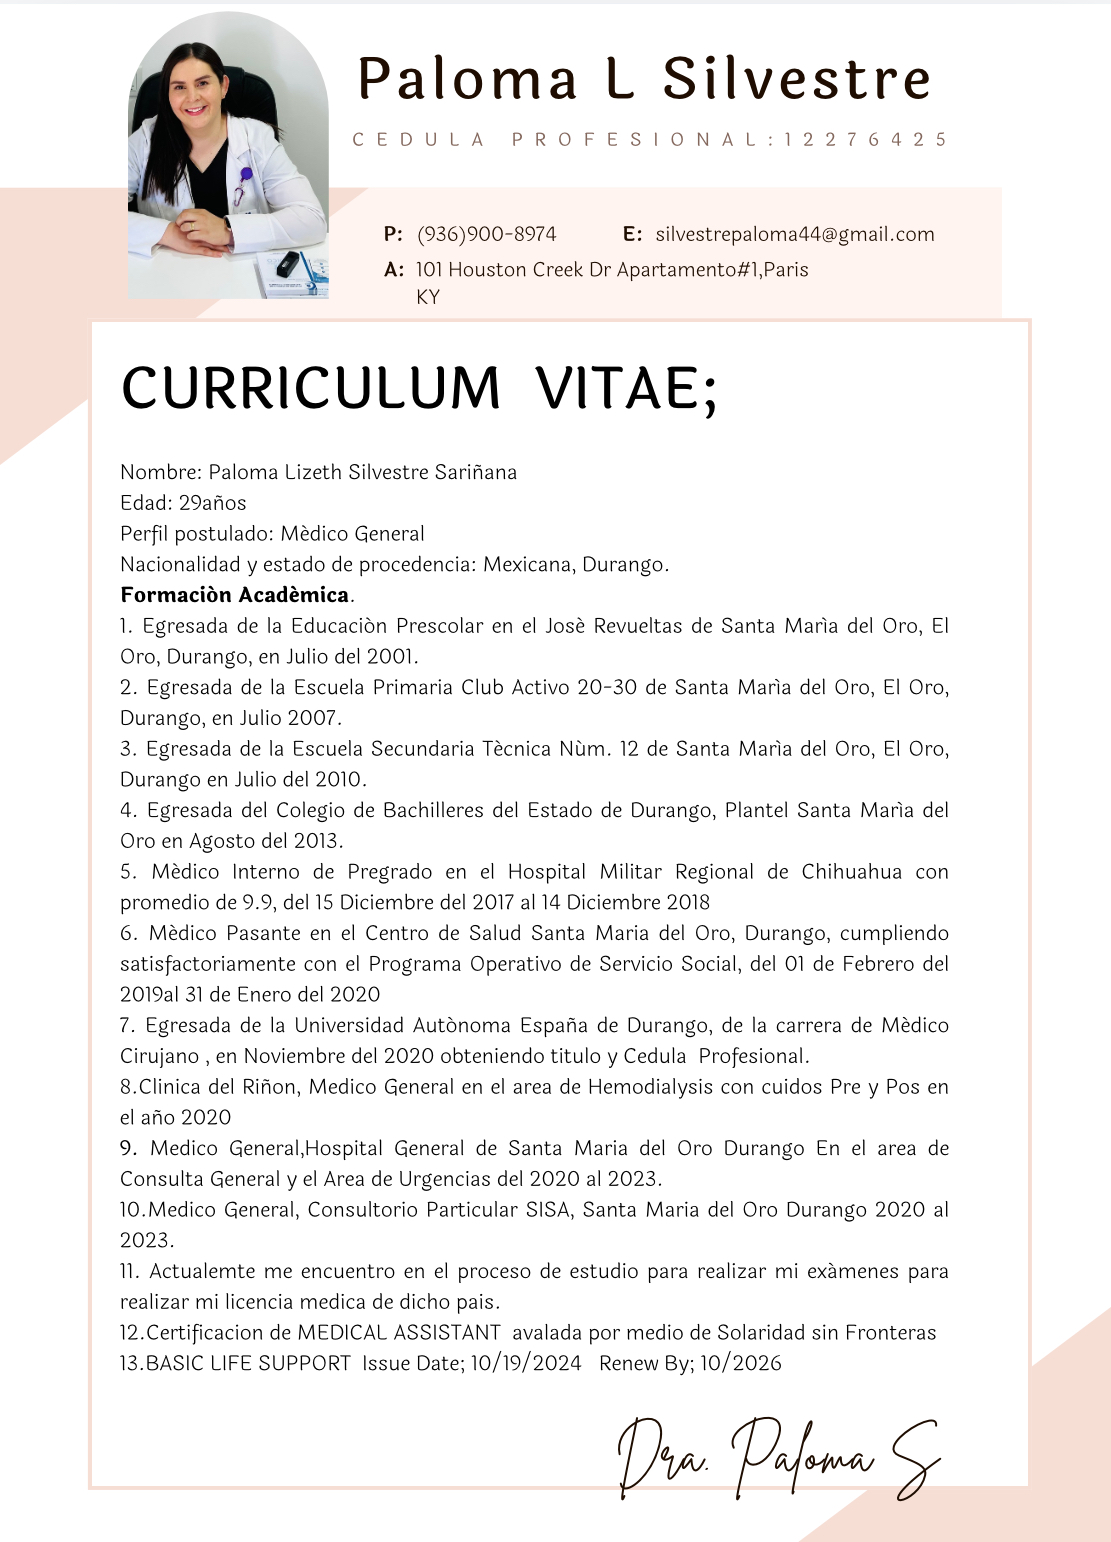 Paloma L Silvestre
CEDULA PROFESIONAL:12276425
P: (936)900-8974 E: silvestrepaloma44@gmail.com
A: 101 Houston Creek Dr Apartamento#1,Paris
KY
CURRICULUM VITAE;
Nombre: Paloma Lizeth Silvestre Sariñana
Edad: 29años
Perfil postulado: Mèdico General
Nacionalidad y estado de procedencia: Mexicana, Durango.
Formaciòn Acadèmica.
1. Egresada de la Educaciòn Prescolar en el Josè Revueltas de Santa Marìa del Oro, El
Oro, Durango, en Julio del 2001.
2. Egresada de la Escuela Primaria Club Activo 20-30 de Santa Marìa del Oro, El Oro,
Durango, en Julio 2007.
3. Egresada de la Escuela Secundaria Tècnica Nùm. 12 de Santa Marìa del Oro, El Oro,
Durango en Julio del 2010.
4. Egresada del Colegio de Bachilleres del Estado de Durango, Plantel Santa Marìa del
Oro en Agosto del 2013.
5. Mèdico Interno de Pregrado en el Hospital Militar Regional de Chihuahua con
promedio de 9.9, del 15 Diciembre del 2017 al 14 Diciembre 2018
6. Mèdico Pasante en el Centro de Salud Santa Maria del Oro, Durango, cumpliendo
satisfactoriamente con el Programa Operativo de Servicio Social, del 01 de Febrero del
2019al 31 de Enero del 2020
7. Egresada de la Universidad Autònoma España de Durango, de la carrera de Mèdico
Cirujano , en Noviembre del 2020 obteniendo titulo y Cedula Profesional.
8.Clinica del Riñon, Medico General en el area de Hemodialysis con cuidos Pre y Pos en
el año 2020
9. Medico General,Hospital General de Santa Maria del Oro Durango En el area de
Consulta General y el Area de Urgencias del 2020 al 2023.
10.Medico General, Consultorio Particular SISA, Santa Maria del Oro Durango 2020 al
2023.
11. Actualemte me encuentro en el proceso de estudio para realizar mi exàmenes para
realizar mi licencia medica de dicho pais.
12.Certificacion de MEDICAL ASSISTANT avalada por medio de Solaridad sin Fronteras
13.BASIC LIFE SUPPORT Issue Date; 10/19/2024 Renew By; 10/2026
Dra. Paloma S